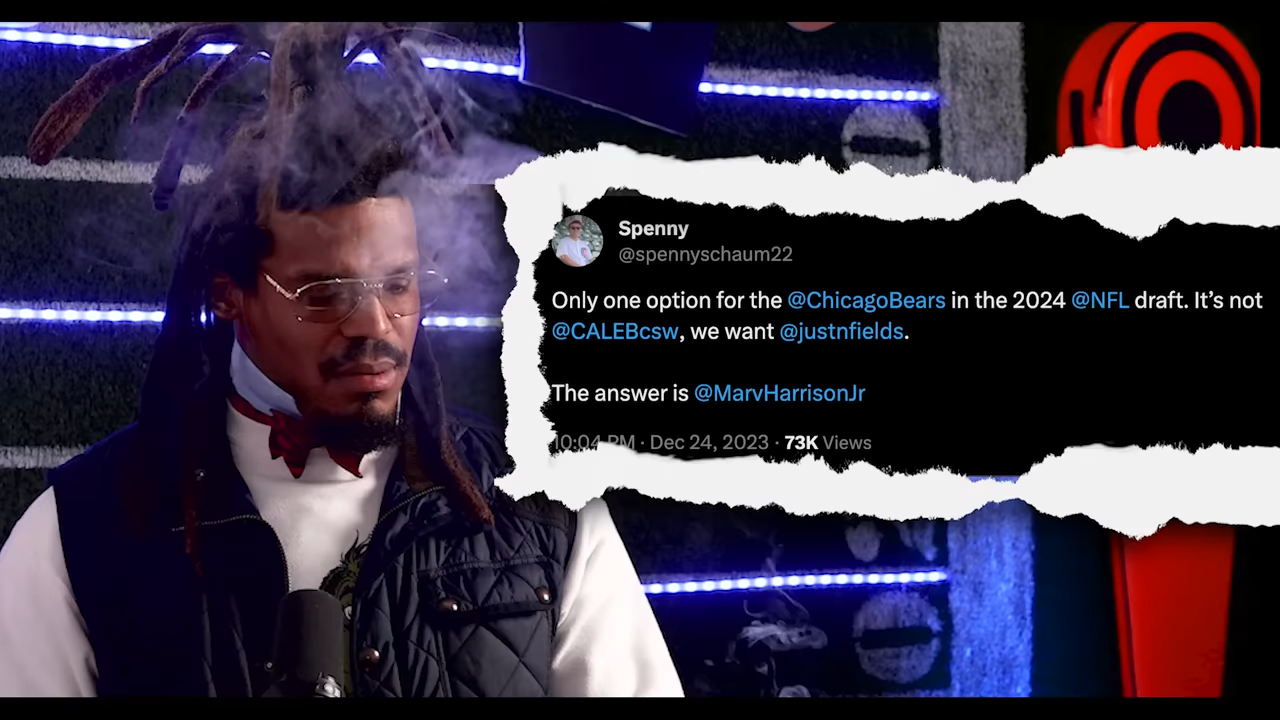 Spenny
@spennyschaum22
Only one option for the @ChicagoBears in the 2024 @NFL draft. It’s not
@CALEBcsw, we want @justnfields.
The answer is @MarvHarrisonJr
10:04 PM · Dec 24, 2023 · 73K Views